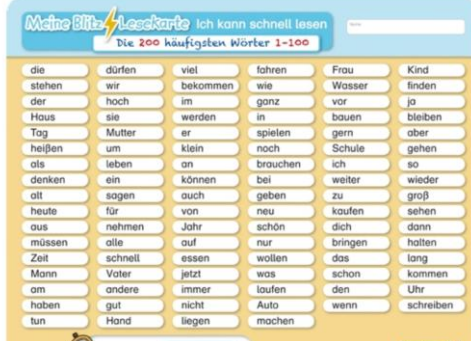 Meine Blitz Lesekarte Ich kann schnell lesen
Die 200 häufigsten Wörter 1-100
die dürfen viel fahren Frau Kind
stehen wir bekommen wie Wasser finden
der hoch im ganz vor ja
Haus sie werden in bauen bleiben
Tag Mutter er spielen gern aber
heißen um klein noch Schule gehen
als leben an brauchen ich so
denken ein können bei weiter wieder
alt sagen auch geben zu groß
heute für von neu kaufen sehen
aus nehmen Jahr schön dich dann
müssen alle auf nur bringen halten
Zeit schnell essen wollen das lang
Mann Vater jetzt was schon kommen
am andere immer laufen den Uhr
haben gut nicht Auto wenn schreiben
tun Hand liegen machen